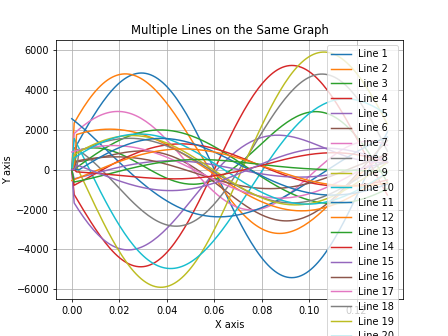 Multiple Lines on the Same Graph
Y axis
6000
4000
2000
0
−2000
−4000
−6000
0.00
0.02
0.04
0.06
0.08
0.10
X axis
Line 1
Line 2
Line 3
Line 4
Line 5
Line 6
Line 7
Line 8
Line 9
Line 10
Line 11
Line 12
Line 13
Line 14
Line 15
Line 16
Line 17
Line 18
Line 19
Line 20